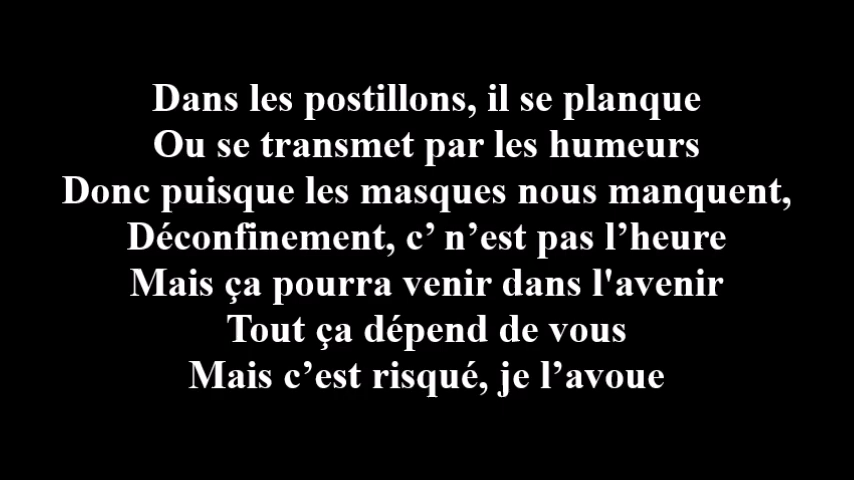 Dans les postillons, il se planque
Ou se transmet par les humeurs
Donc puisque les masques nous manquent,
Déconfinement, c’ n’est pas l’heure
Mais ça pourra venir dans l'avenir
Tout ça dépend de vous
Mais c’est risqué, je l’avoue